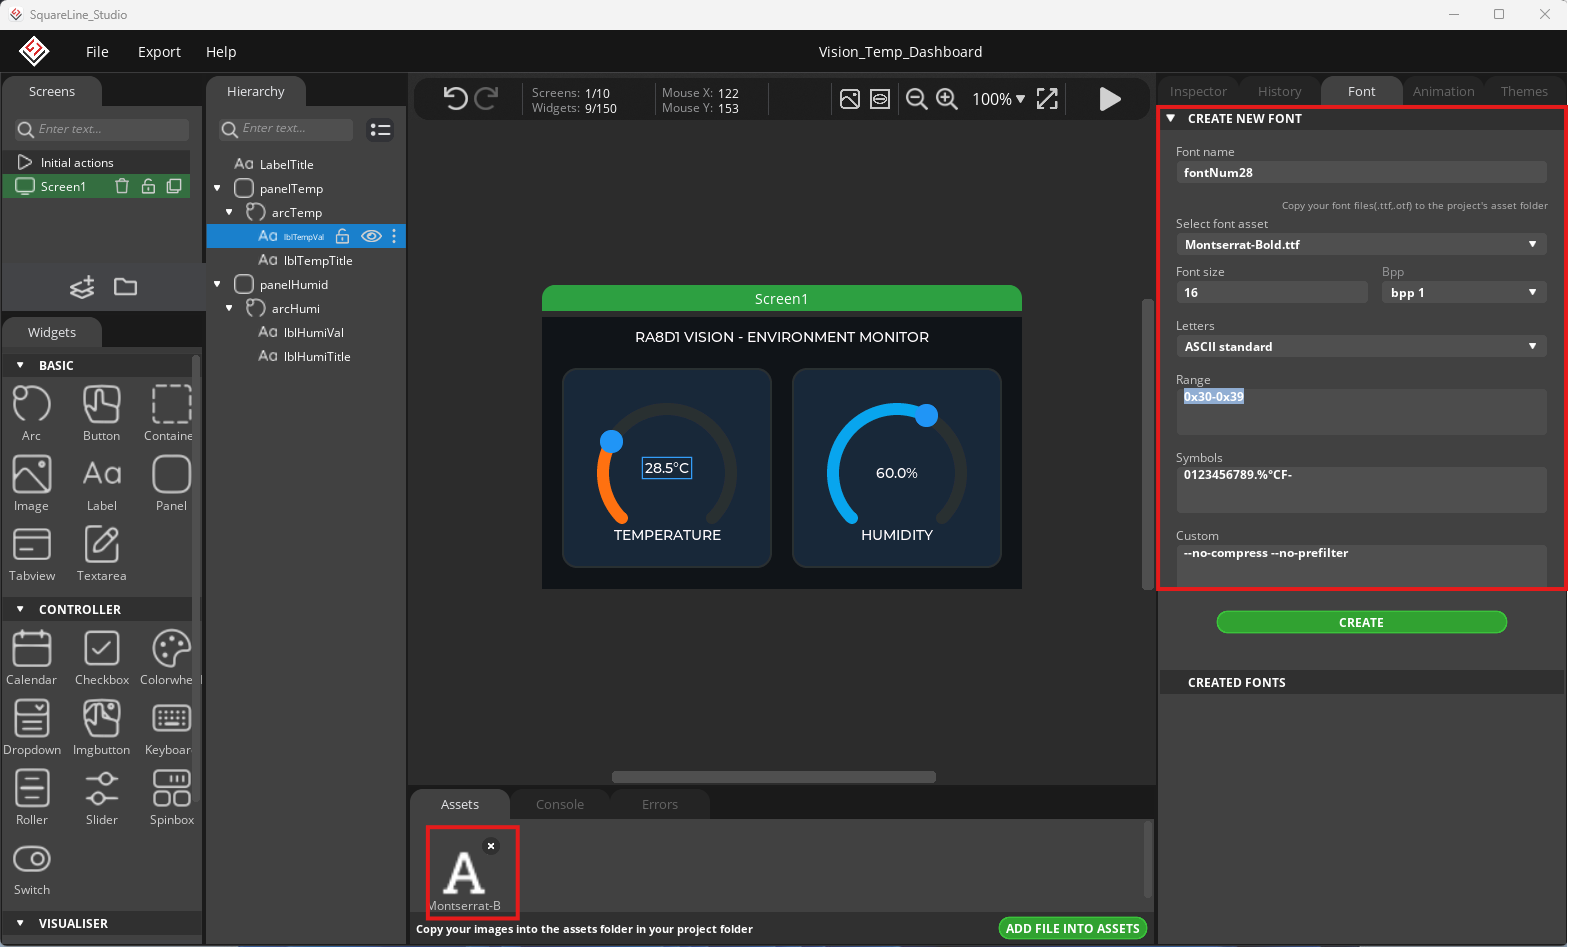 SquareLine_Studio
File Export Help
Vision_Temp_Dashboard
Screens
Enter text...
Initial actions
Screen1
Hierarchy
Enter text...
LabelTitle
panelTemp
arcTemp
lblTempVal
lblTempTitle
panelHumid
arcHumi
lblHumiVal
lblHumiTitle
Widgets
BASIC
Arc
Button
Containe
Image
Label
Panel
Tabview
Textarea
CONTROLLER
Calendar
Checkbox
Colorwhe
Dropdown
Imgbutton
Keyboar
Roller
Slider
Spinbox
Switch
VISUALISER
Screens: 1/10
Widgets: 9/150
Mouse X: 122
Mouse Y: 153
100%
Screen1
RA8D1 VISION - ENVIRONMENT MONITOR
28.5°C
TEMPERATURE
60.0%
HUMIDITY
Assets
Console
Errors
Montserrat-B
Copy your images into the assets folder in your project folder
ADD FILE INTO ASSETS
Inspector
History
Font
Animation
Themes
CREATE NEW FONT
Font name
fontNum28
Copy your font files(.ttf,.otf) to the project's asset folder
Select font asset
Montserrat-Bold.ttf
Font size
Bpp
16
bpp 1
Letters
ASCII standard
Range
0x30-0x39
Symbols
0123456789.%°CF-
Custom
--no-compress --no-prefilter
CREATE
CREATED FONTS